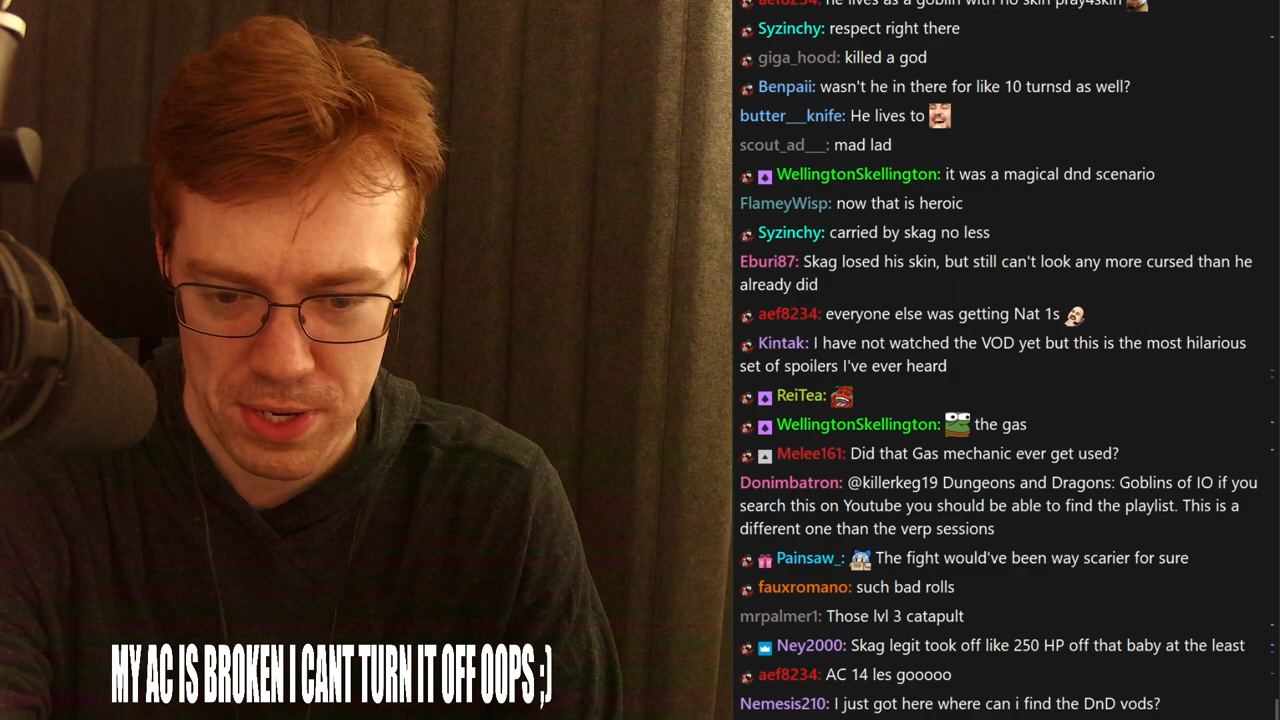 aef8234: he lives as a goblin with no skin pray4skin
Syzinchy: respect right there
giga_hood: killed a god
Benpaii: wasn't he in there for like 10 turnsd as well?
butter___knife: He lives to
scout_ad___: mad lad
WellingtonSkellington: it was a magical dnd scenario
FlameyWisp: now that is heroic
Syzinchy: carried by skag no less
Eburi87: Skag losed his skin, but still can't look any more cursed than he
already did
aef8234: everyone else was getting Nat 1s
Kintak: I have not watched the VOD yet but this is the most hilarious
set of spoilers I've ever heard
ReiTea:
WellingtonSkellington: the gas
Melee161: Did that Gas mechanic ever get used?
Donimbatron: @killerkeg19 Dungeons and Dragons: Goblins of IO if you
search this on Youtube you should be able to find the playlist. This is a
different one than the verp sessions
Painsaw_: The fight would've been way scarier for sure
fauxromano: such bad rolls
mrpalmer1: Those lvl 3 catapult
Ney2000: Skag legit took off like 250 HP off that baby at the least
aef8234: AC 14 les gooooo
Nemesis210: I just got here where can i find the DnD vods?
MY AC IS BROKEN I CANT TURN IT OFF OOPS ;)